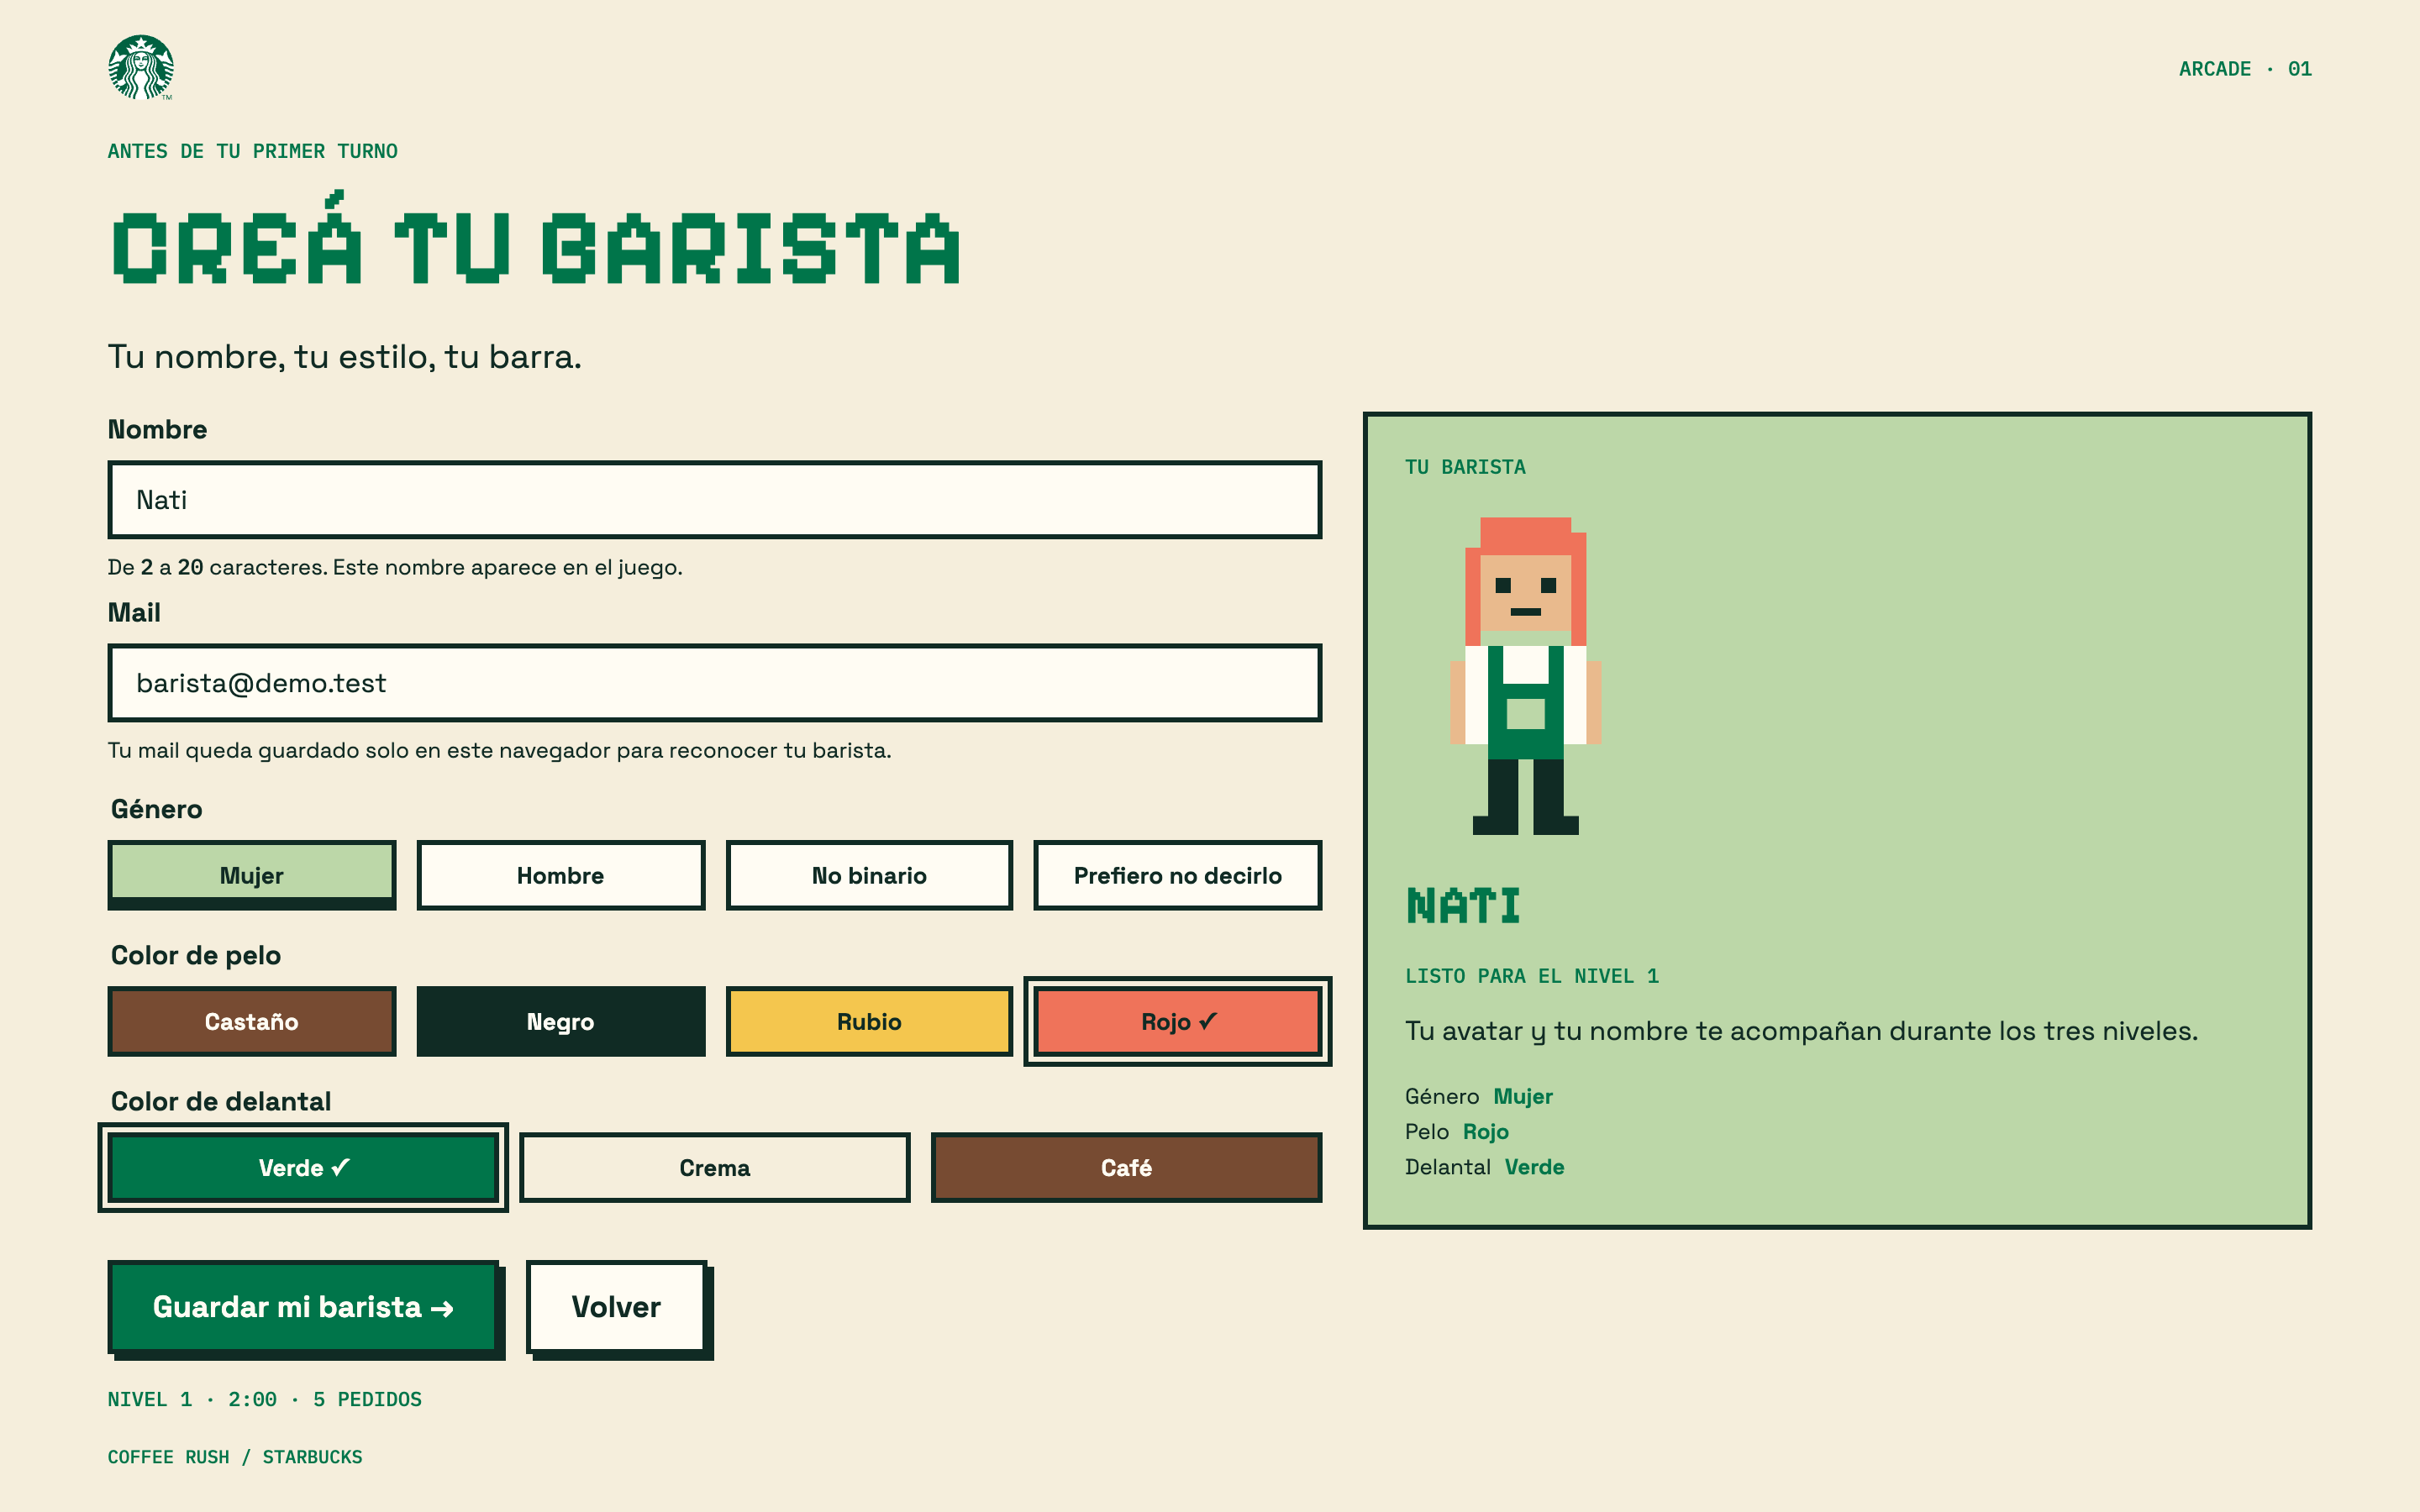 TM
ARCADE · 01
ANTES DE TU PRIMER TURNO
CREÁ TU BARISTA
Tu nombre, tu estilo, tu barra.
Nombre
Nati
De 2 a 20 caracteres. Este nombre aparece en el juego.
Mail
barista@demo.test
Tu mail queda guardado solo en este navegador para reconocer tu barista.
Género
Mujer
Hombre
No binario
Prefiero no decirlo
Color de pelo
Castaño
Negro
Rubio
Rojo ✓
Color de delantal
Verde ✓
Crema
Café
Guardar mi barista →
Volver
NIVEL 1 · 2:00 · 5 PEDIDOS
COFFEE RUSH / STARBUCKS
TU BARISTA
NATI
LISTO PARA EL NIVEL 1
Tu avatar y tu nombre te acompañan durante los tres niveles.
Género Mujer
Pelo Rojo
Delantal Verde